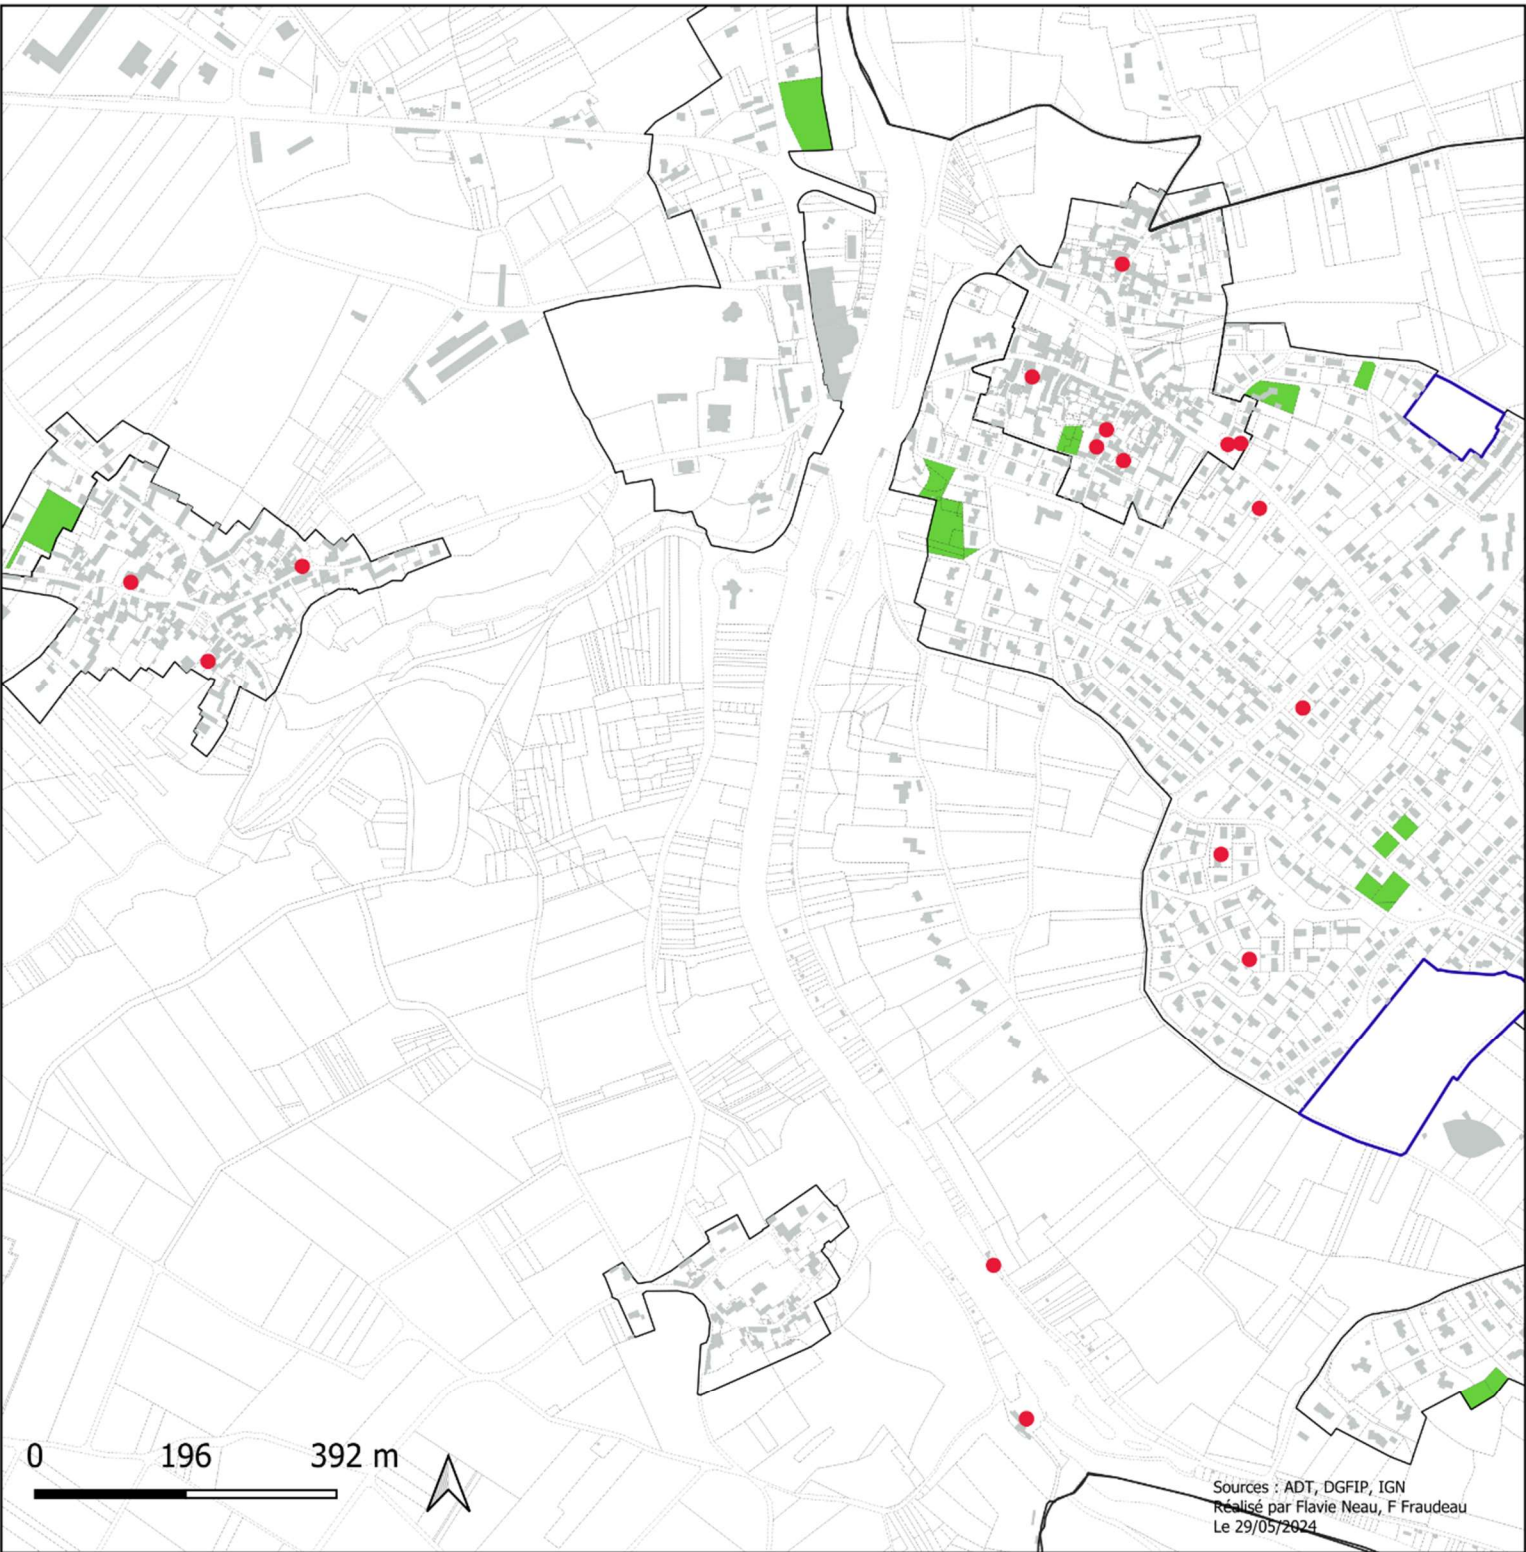 0 196 392 m
Sources : ADT, DGFIP, IGN
Réalisé par Flavie Neau, F Fraudeau
Le 29/05/2024